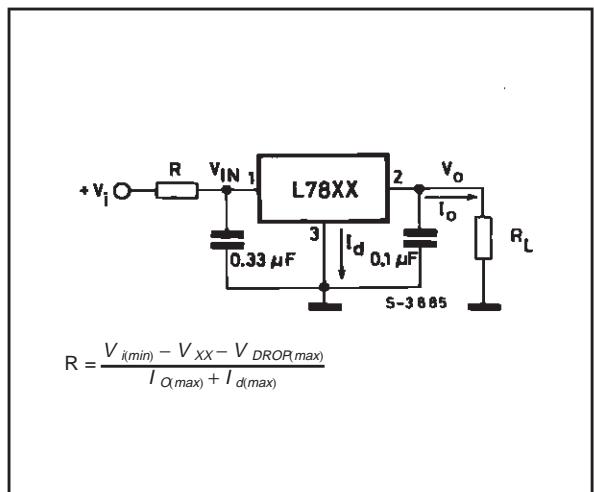 R V_IN 1 L78XX 2 V_o
+ V_i I_o
3 I_d R_L
0.33 µF 0.1 µF
S-3885
R = (V_i(min) − V_XX − V_DROP(max)) / (I_O(max) + I_d(max))